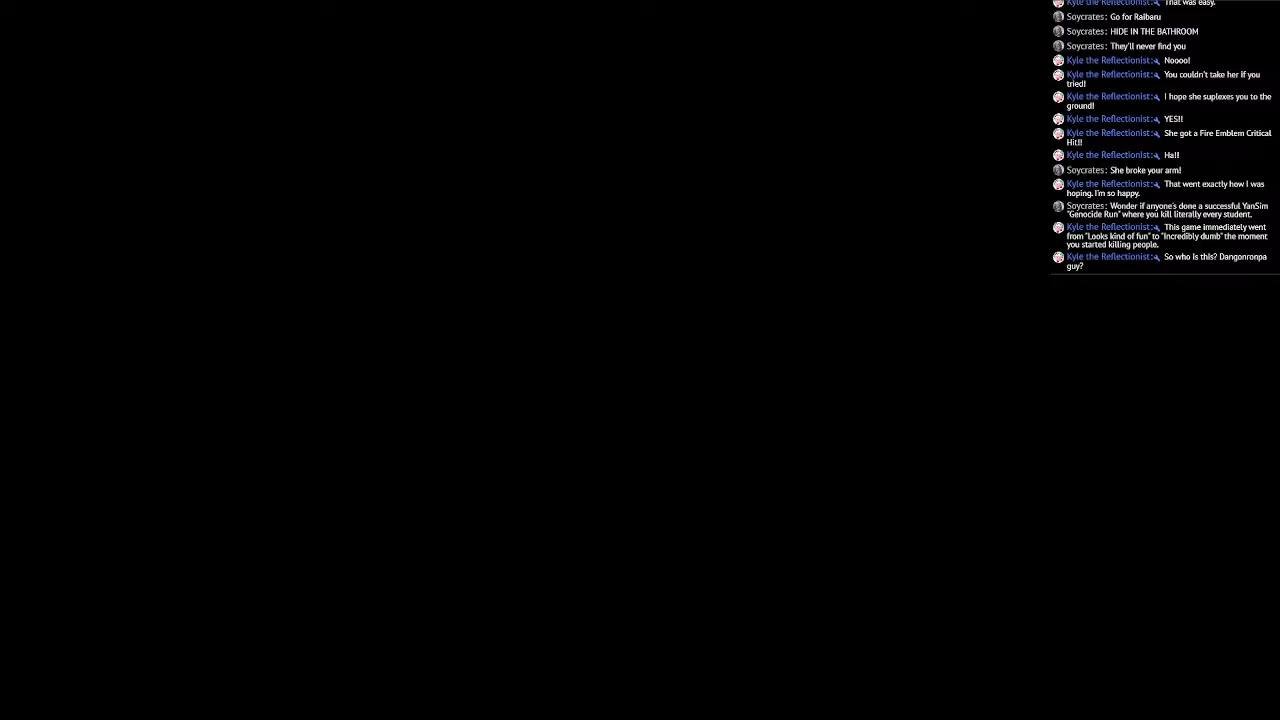 Kyle the Reflectionist: That was easy.
Soycrates: Go for Raibaru
Soycrates: HIDE IN THE BATHROOM
Soycrates: They'll never find you
Kyle the Reflectionist: Noooo!
Kyle the Reflectionist: You couldn't take her if you
tried!
Kyle the Reflectionist: I hope she suplexes you to the
ground!
Kyle the Reflectionist: YES!!
Kyle the Reflectionist: She got a Fire Emblem Critical
Hit!!
Kyle the Reflectionist: Ha!!
Soycrates: She broke your arm!
Kyle the Reflectionist: That went exactly how I was
hoping. I'm so happy.
Soycrates: Wonder if anyone's done a successful YanSim
"Genocide Run" where you kill literally every student.
Kyle the Reflectionist: This game immediately went
from "Looks kind of fun" to "Incredibly dumb" the moment
you started killing people.
Kyle the Reflectionist: So who is this? Dangonronpa
guy?